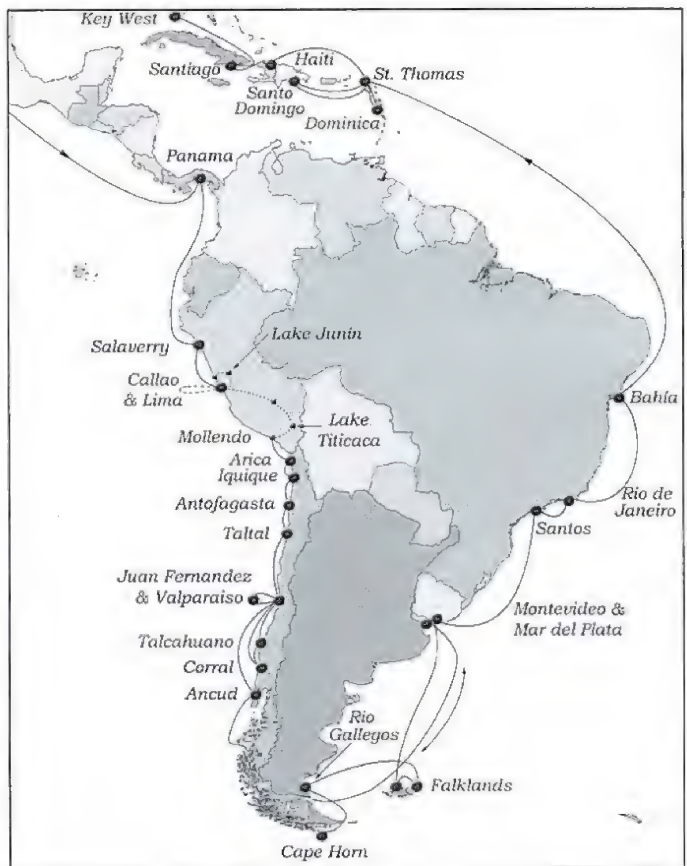 Key West
Santiago
Haiti
Santo
Domingo
St. Thomas
Dominica
Panama
Salaverry
Lake Junin
Callao
& Lima
Mollendo
Lake
Titicaca
Bahía
Arica
Iquique
Antofagasta
Taltal
Rio de
Janeiro
Santos
Juan Fernandez
& Valparaiso
Montevideo &
Mar del Plata
Talcahuano
Corral
Ancud
Rio
Gallegos
Falklands
Cape Horn